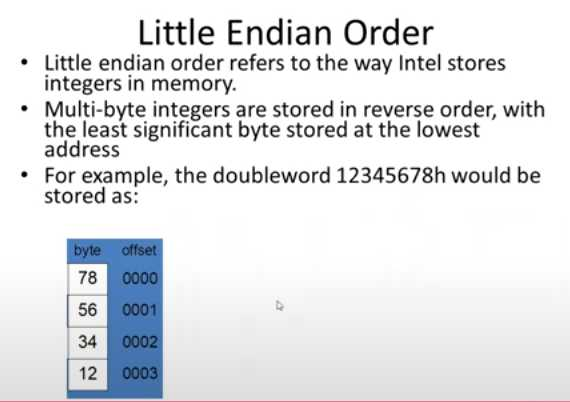 Little Endian Order
• Little endian order refers to the way Intel stores
integers in memory.
• Multi-byte integers are stored in reverse order, with
the least significant byte stored at the lowest
address
• For example, the doubleword 12345678h would be
stored as:
byte offset
78 0000
56 0001
34 0002
12 0003